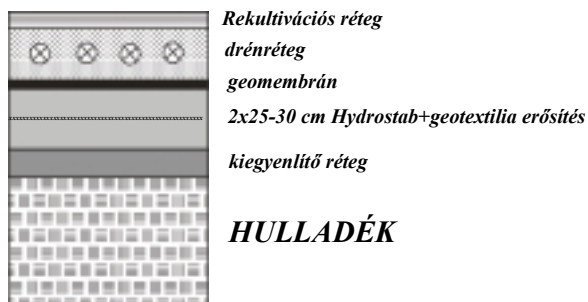 Rekultivációs réteg
drénréteg
geomembrán
2x25-30 cm Hydrostab+geotextilia erősítés
kiegyenlítő réteg
HULLADÉK